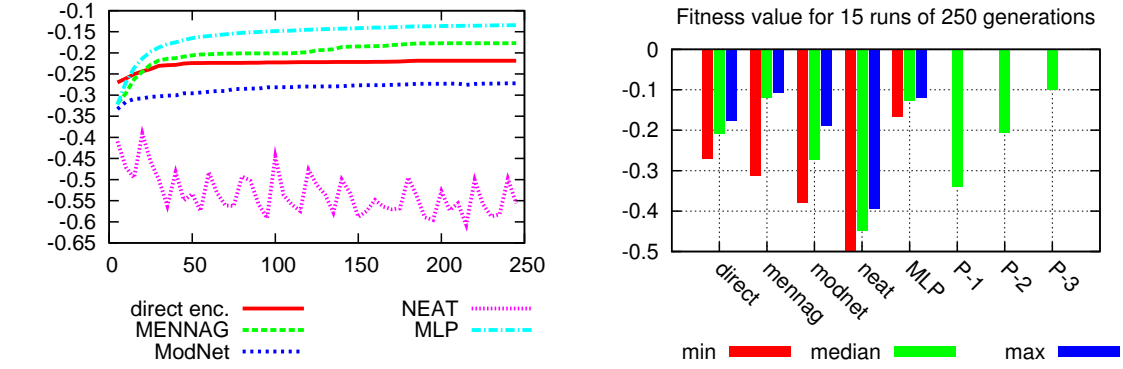 -0.1
-0.15
-0.2
-0.25
-0.3
-0.35
-0.4
-0.45
-0.5
-0.55
-0.6
-0.65
0 50 100 150 200 250
direct enc.
MENNAG
ModNet
NEAT
MLP
Fitness value for 15 runs of 250 generations
0
-0.1
-0.2
-0.3
-0.4
-0.5
direct
mennag
modnet
neat
MLP
P-1
P-2
P-3
min median max